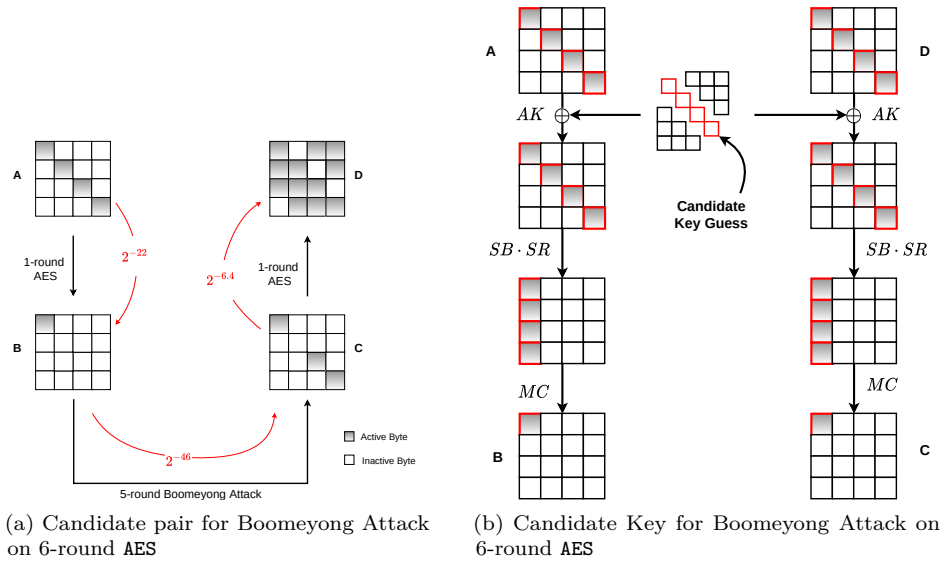 A
D
2^{-22}
2^{-6.4}
1-round
AES
1-round
AES
B
C
2^{-46}
Active Byte
Inactive Byte
5-round Boomeyong Attack
(a) Candidate pair for Boomeyong Attack
on 6-round AES
A
D
AK
AK
Candidate
Key Guess
SB · SR
SB · SR
MC
MC
B
C
(b) Candidate Key for Boomeyong Attack on
6-round AES